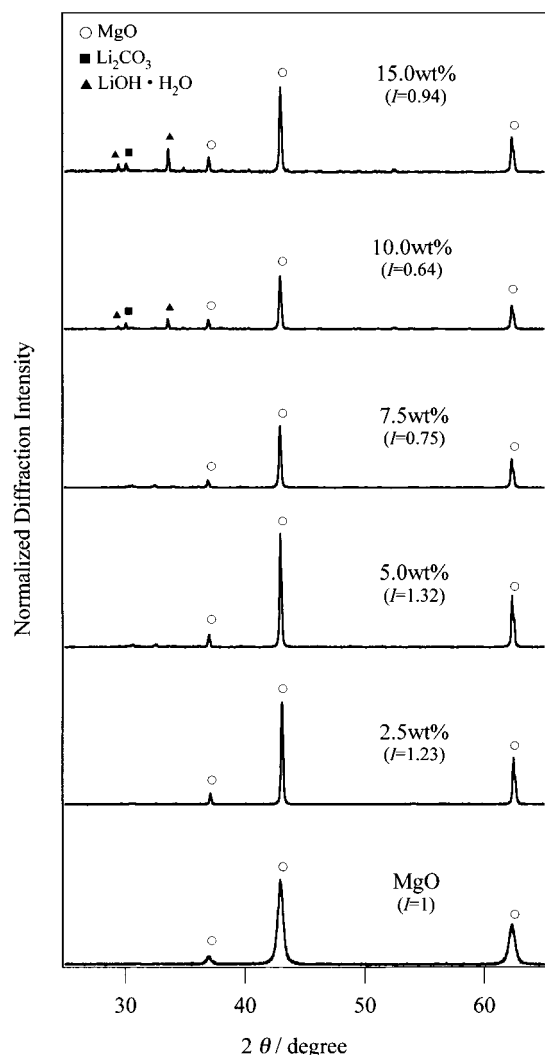 ○ MgO
■ Li₂CO₃
▲ LiOH・H₂O
15.0wt%
(I=0.94)
10.0wt%
(I=0.64)
7.5wt%
(I=0.75)
5.0wt%
(I=1.32)
2.5wt%
(I=1.23)
MgO
(I=1)
Normalized Diffraction Intensity
30 40 50 60
2 θ / degree